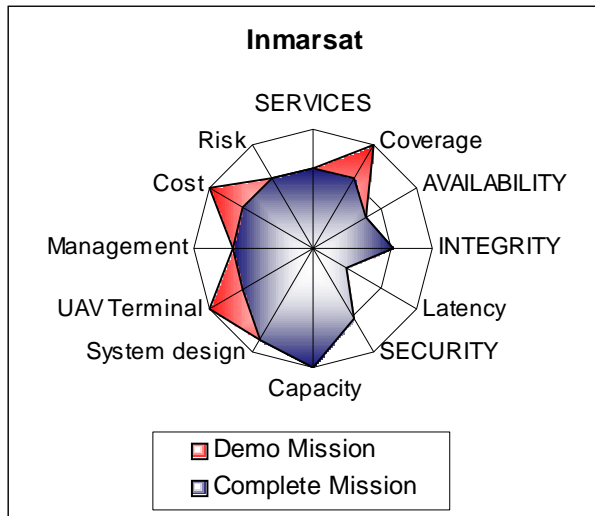 Inmarsat
SERVICES
Risk
Coverage
Cost
AVAILABILITY
Management
INTEGRITY
UAV Terminal
Latency
System design
SECURITY
Capacity
Demo Mission
Complete Mission